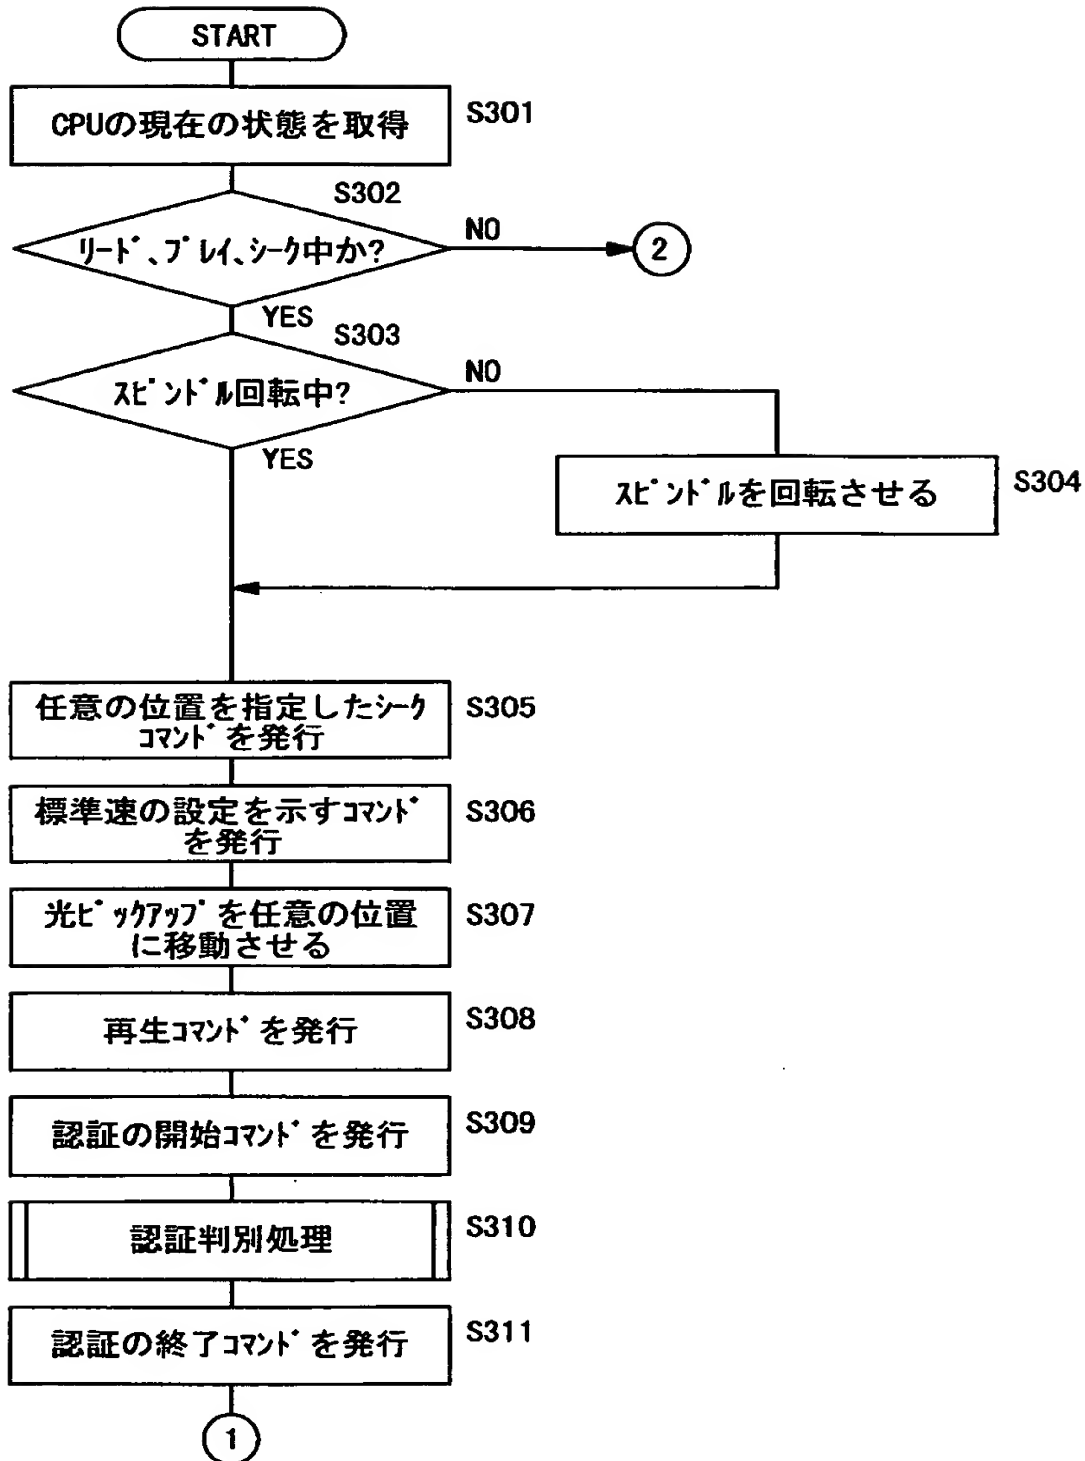 START
CPUの現在の状態を取得
S301
S302
ﾘｰﾄﾞ､ﾌﾟﾚｲ､ｼｰｸ中か?
NO
2
YES
S303
ｽﾋﾟﾝﾄﾞﾙ回転中?
NO
YES
ｽﾋﾟﾝﾄﾞﾙを回転させる
S304
任意の位置を指定したｼｰｸ
ｺﾏﾝﾄﾞを発行
S305
標準速の設定を示すｺﾏﾝﾄﾞ
を発行
S306
光ﾋﾟｯｸｱｯﾌﾟを任意の位置
に移動させる
S307
再生ｺﾏﾝﾄﾞを発行
S308
認証の開始ｺﾏﾝﾄﾞを発行
S309
認証判別処理
S310
認証の終了ｺﾏﾝﾄﾞを発行
S311
1